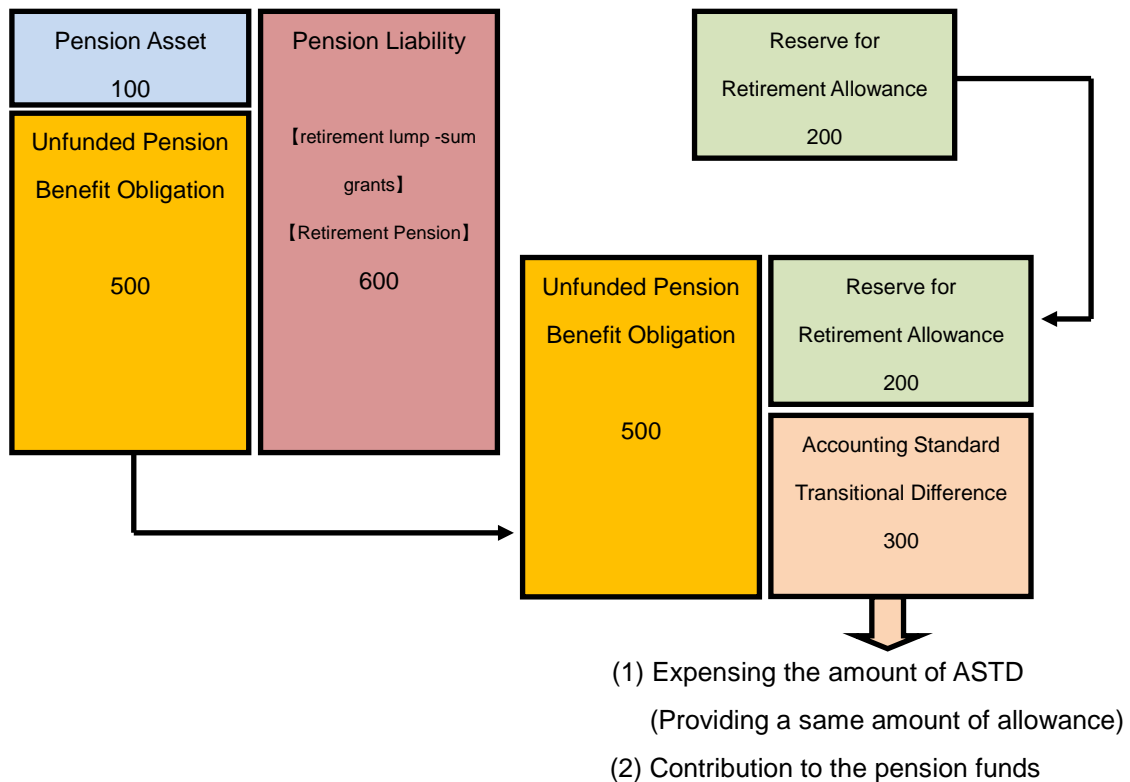 Pension Asset
100
Unfunded Pension
Benefit Obligation
500
Pension Liability
【retirement lump -sum
grants】
【Retirement Pension】
600
Reserve for
Retirement Allowance
200
Unfunded Pension
Benefit Obligation
500
Reserve for
Retirement Allowance
200
Accounting Standard
Transitional Difference
300
(1) Expensing the amount of ASTD
(Providing a same amount of allowance)
(2) Contribution to the pension funds